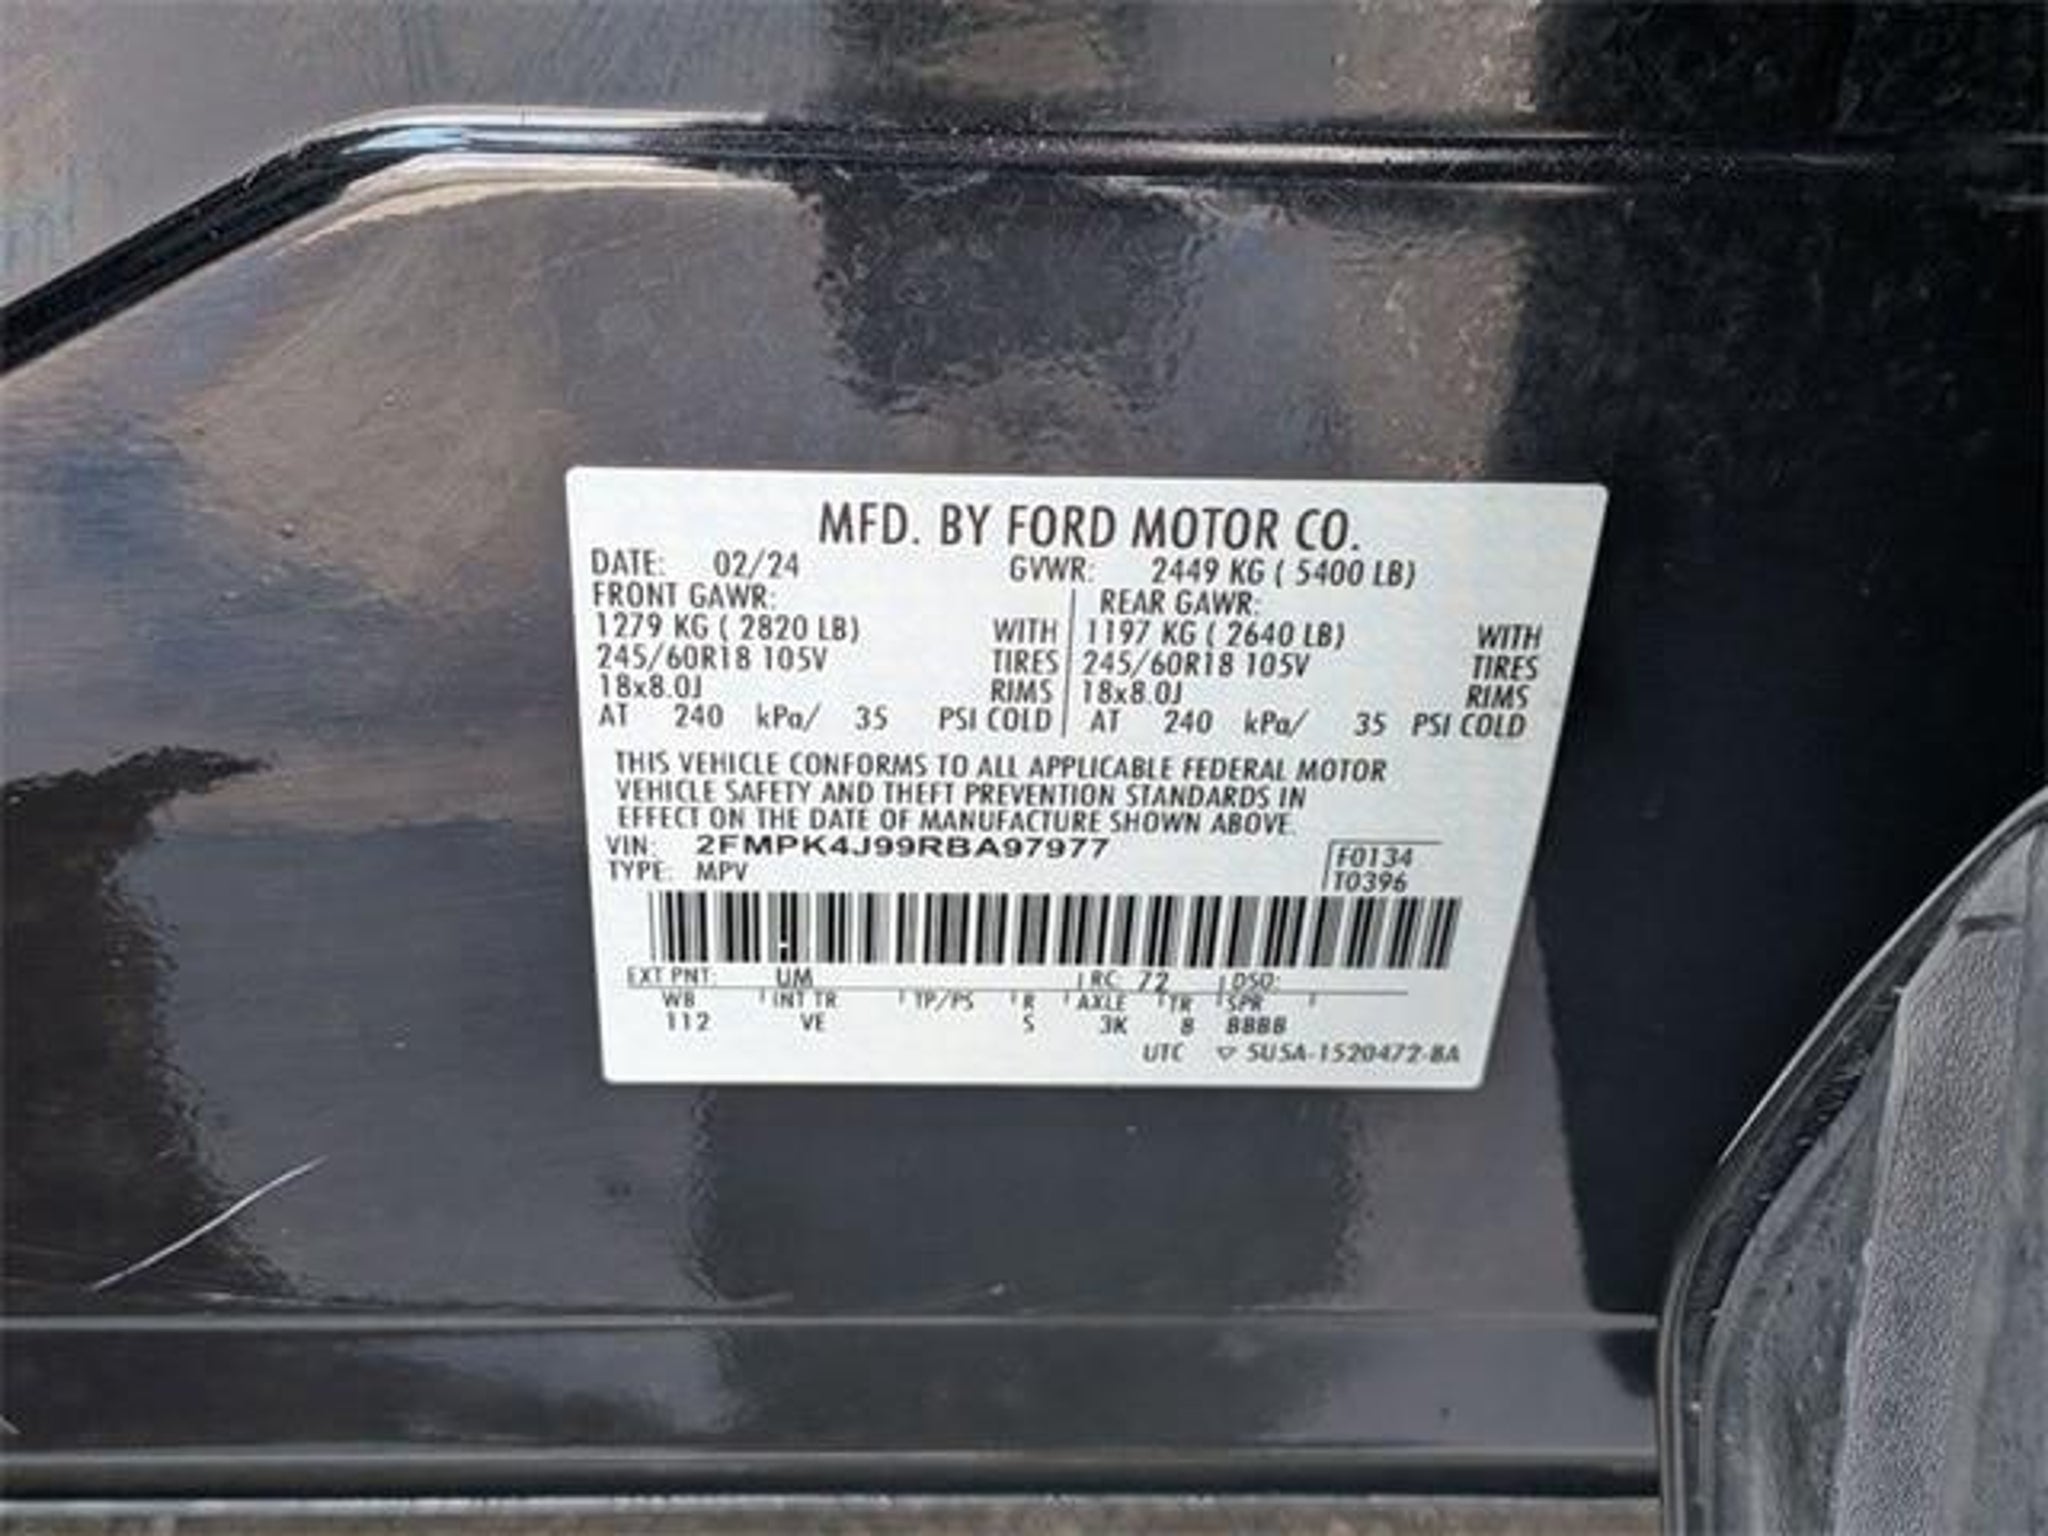 MFD. BY FORD MOTOR CO.
DATE: 02/24 GVWR: 2449 KG ( 5400 LB)
FRONT GAWR: REAR GAWR:
1279 KG ( 2820 LB) WITH 1197 KG ( 2640 LB) WITH
245/60R18 105V TIRES 245/60R18 105V TIRES
18x8.0J RIMS 18x8.0J RIMS
AT 240 kPa/ 35 PSI COLD AT 240 kPa/ 35 PSI COLD
THIS VEHICLE CONFORMS TO ALL APPLICABLE FEDERAL MOTOR
VEHICLE SAFETY AND THEFT PREVENTION STANDARDS IN
EFFECT ON THE DATE OF MANUFACTURE SHOWN ABOVE.
VIN: 2FMPK4J99RBA97977 F0134
TYPE: MPV T0396
EXT PNT: UM RC: 72 DSO:
WB INT TR TP/PS R AXLE TR SPR
112 VE S 3K 8 BBBB
UTC ▽ 5U5A-1520472-BA